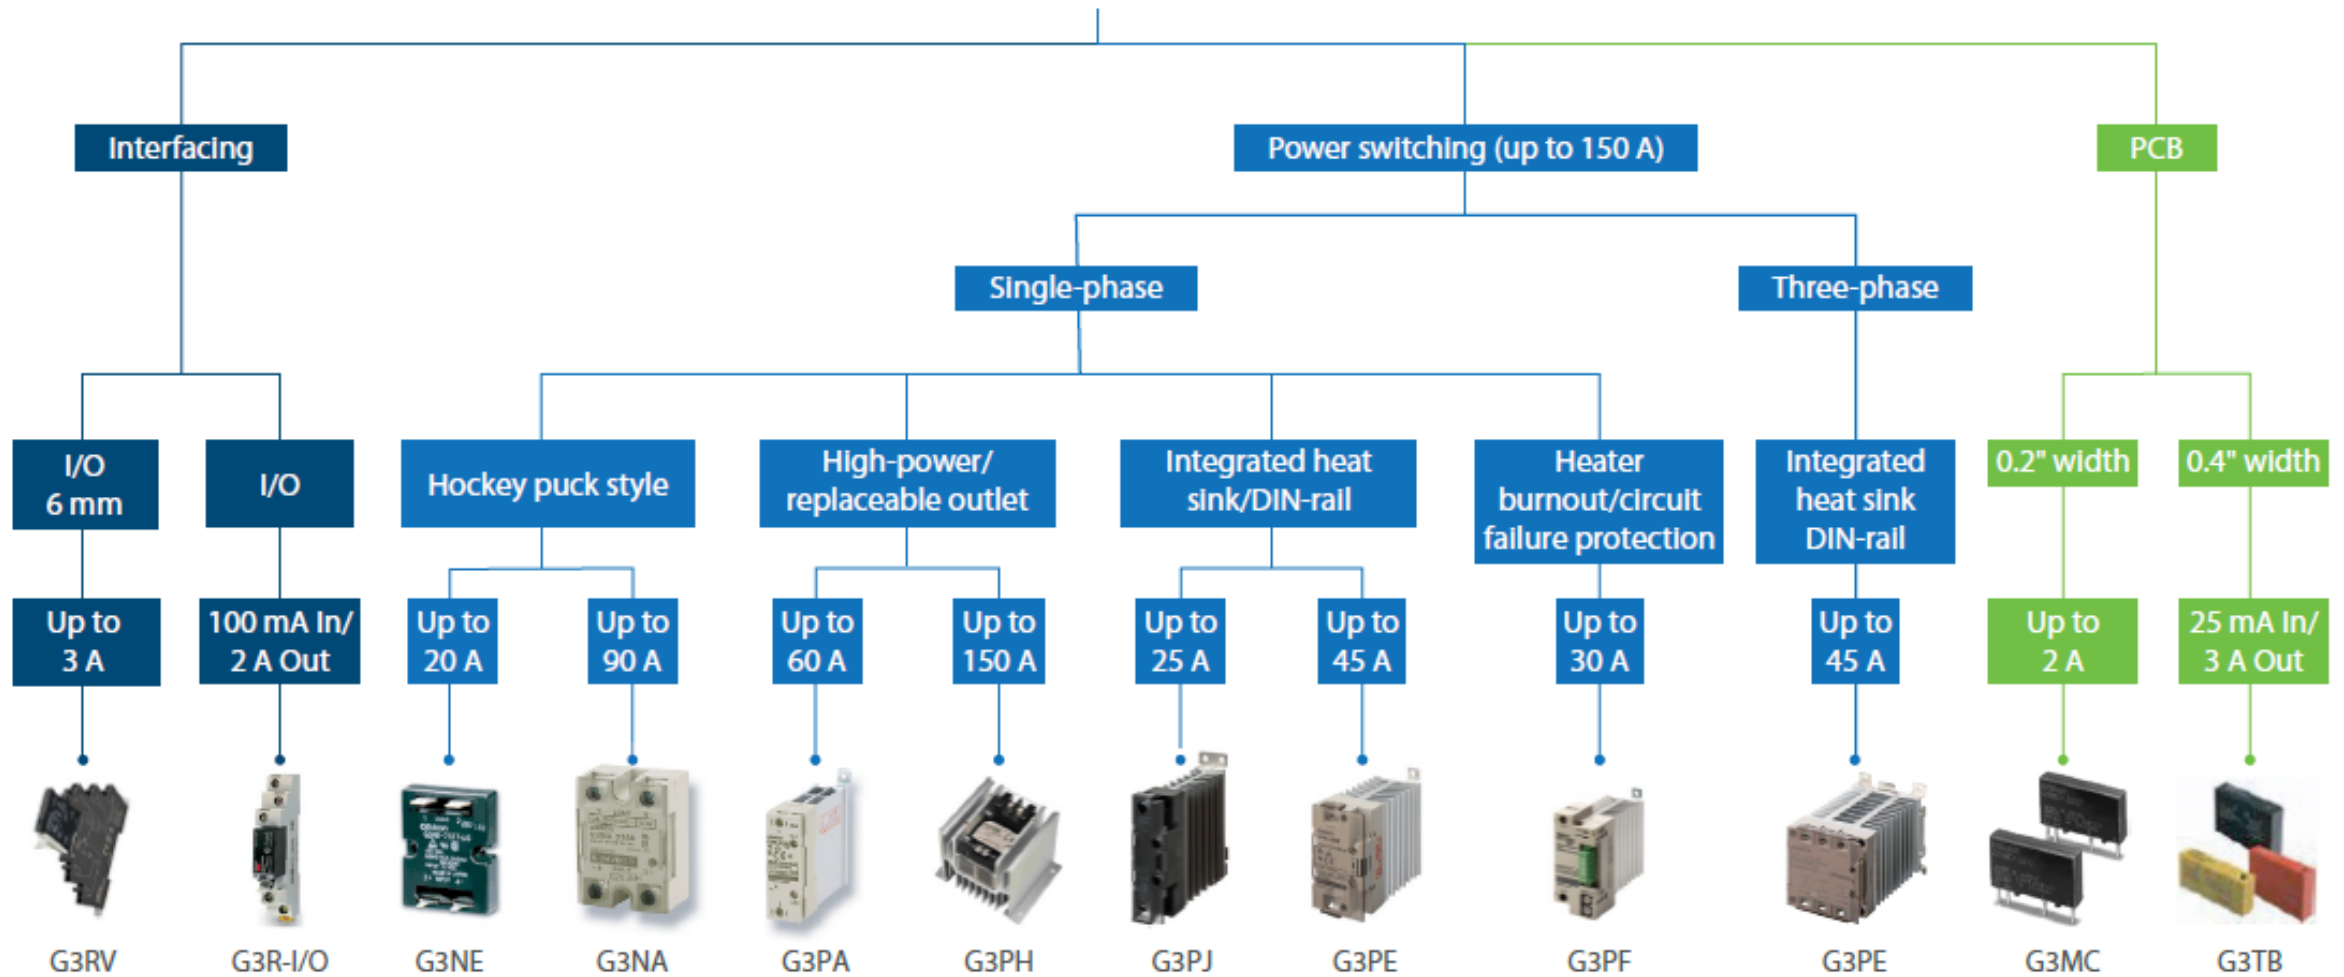 Interfacing
Power switching (up to 150 A)
PCB
Single-phase
Three-phase
I/O
6 mm
I/O
Hockey puck style
High-power/
replaceable outlet
Integrated heat
sink/DIN-rail
Heater
burnout/circuit
failure protection
Integrated
heat sink
DIN-rail
0.2" width
0.4" width
Up to
3 A
100 mA In/
2 A Out
Up to
20 A
Up to
90 A
Up to
60 A
Up to
150 A
Up to
25 A
Up to
45 A
Up to
30 A
Up to
45 A
Up to
2 A
25 mA In/
3 A Out
G3RV
G3R-I/O
G3NE
G3NA
G3PA
G3PH
G3PJ
G3PE
G3PF
G3PE
G3MC
G3TB